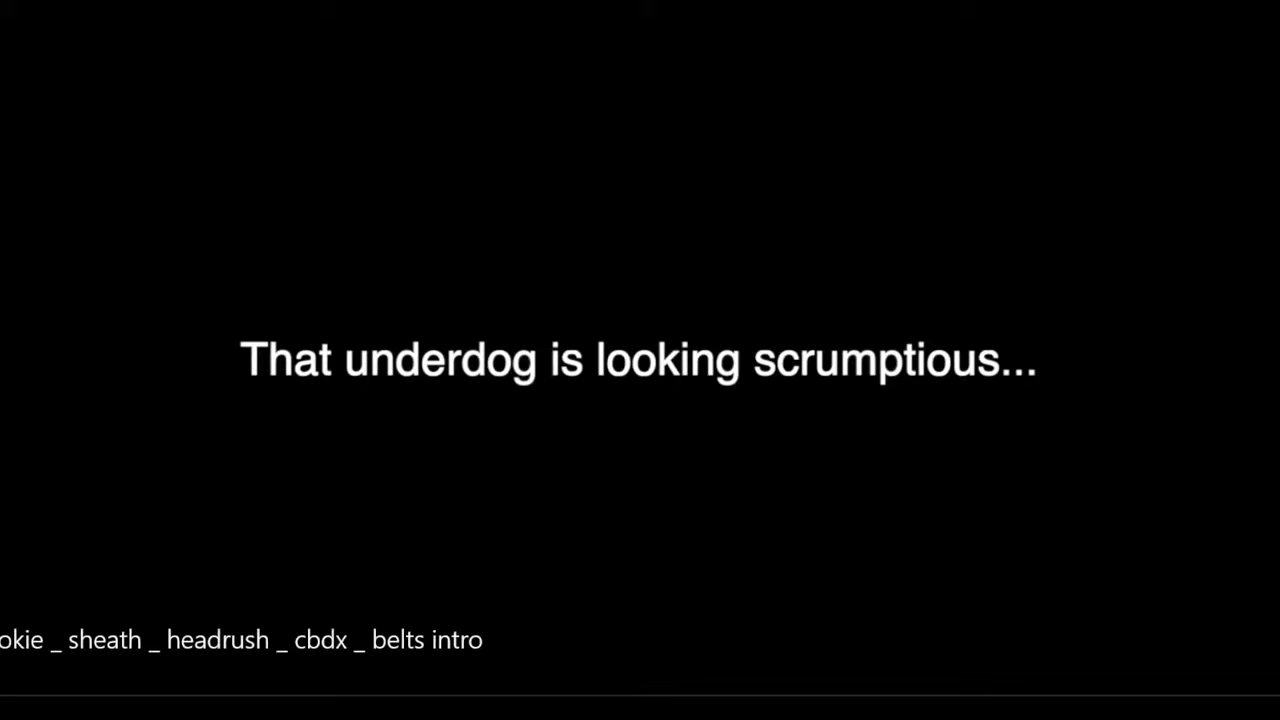 That underdog is looking scrumptious...
okie _ sheath _ headrush _ cbdx _ belts intro